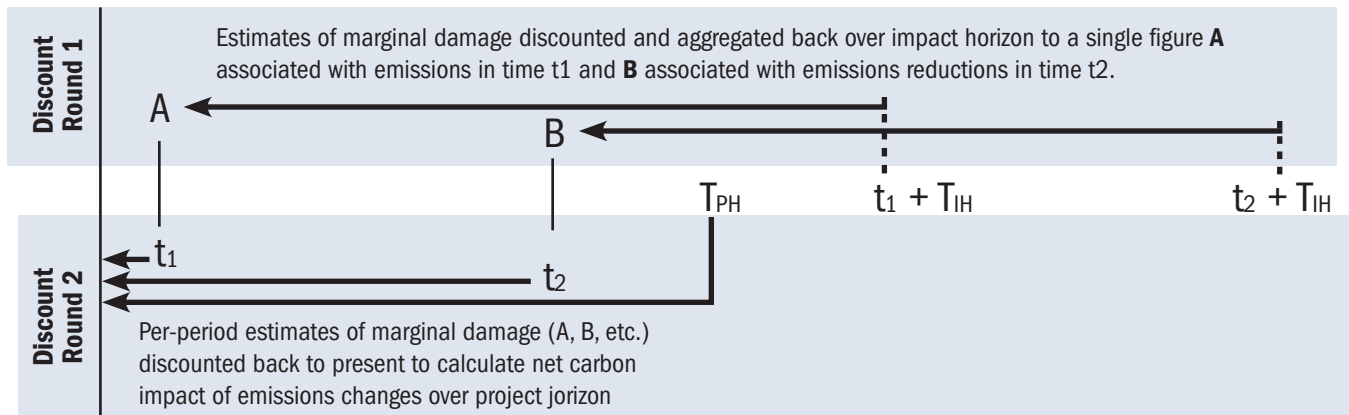 Discount
Round 1
Estimates of marginal damage discounted and aggregated back over impact horizon to a single figure A
associated with emissions in time t1 and B associated with emissions reductions in time t2.
A
B
TPH
t1 + TIH
t2 + TIH
Discount
Round 2
t1
t2
Per-period estimates of marginal damage (A, B, etc.)
discounted back to present to calculate net carbon
impact of emissions changes over project jorizon